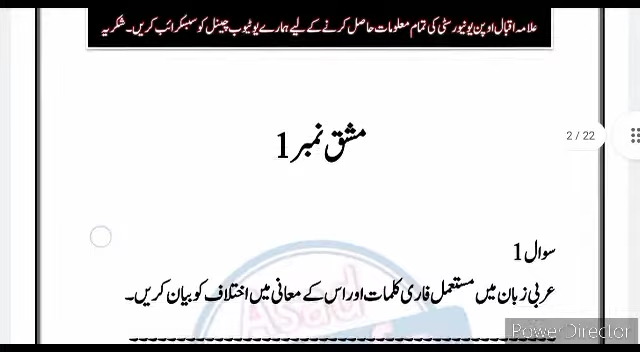 علامہ اقبال اوپن یونیورسٹی کی تمام معلومات حاصل کرنے کے لیے ہمارے یوٹیوب چینل کو سبسکرائب کریں۔ شکریہ
مشق نمبر 1
2 / 22
سوال 1
عربی زبان میں مستعمل فارسی کلمات اور اس کے معانی میں اختلاف کو بیان کریں۔
Asad
PowerDirector